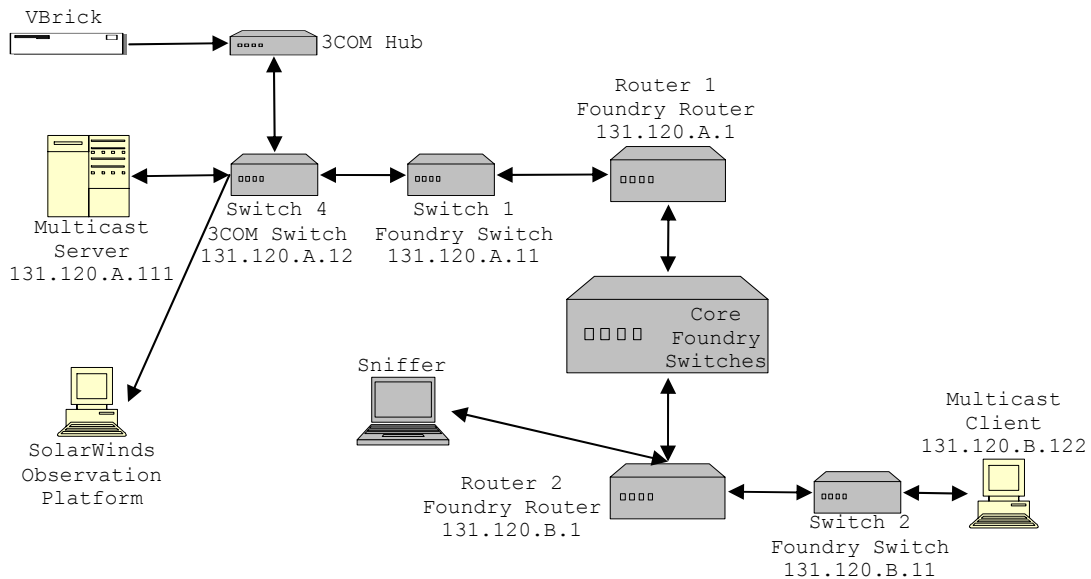 VBrick
3COM Hub
Router 1
Foundry Router
131.120.A.1
Multicast
Server
131.120.A.111
Switch 4
3COM Switch
131.120.A.12
Switch 1
Foundry Switch
131.120.A.11
Core
Foundry
Switches
Sniffer
SolarWinds
Observation
Platform
Multicast
Client
131.120.B.122
Router 2
Foundry Router
131.120.B.1
Switch 2
Foundry Switch
131.120.B.11